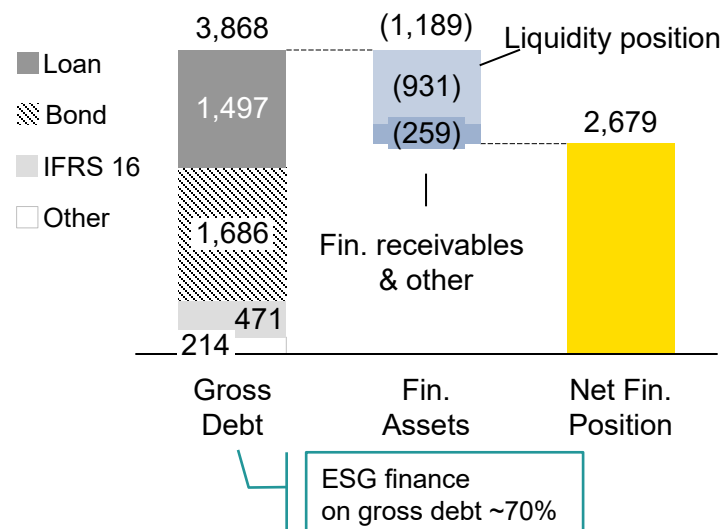 3,868
(1,189)
Liquidity position
Loan
Bond
IFRS 16
Other
1,497
1,686
471
214
(931)
(259)
Fin. receivables
& other
2,679
Gross
Debt
Fin.
Assets
Net Fin.
Position
ESG finance
on gross debt ~70%